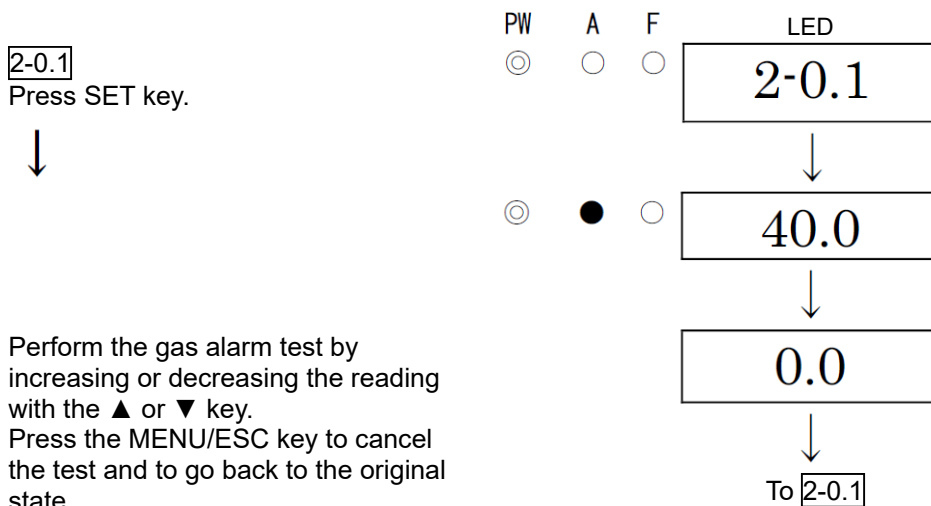 PW A F LED
2-0.1
Press SET key.
2-0.1
40.0
0.0
Perform the gas alarm test by
increasing or decreasing the reading
with the ▲ or ▼ key.
Press the MENU/ESC key to cancel
the test and to go back to the original
state
To 2-0.1